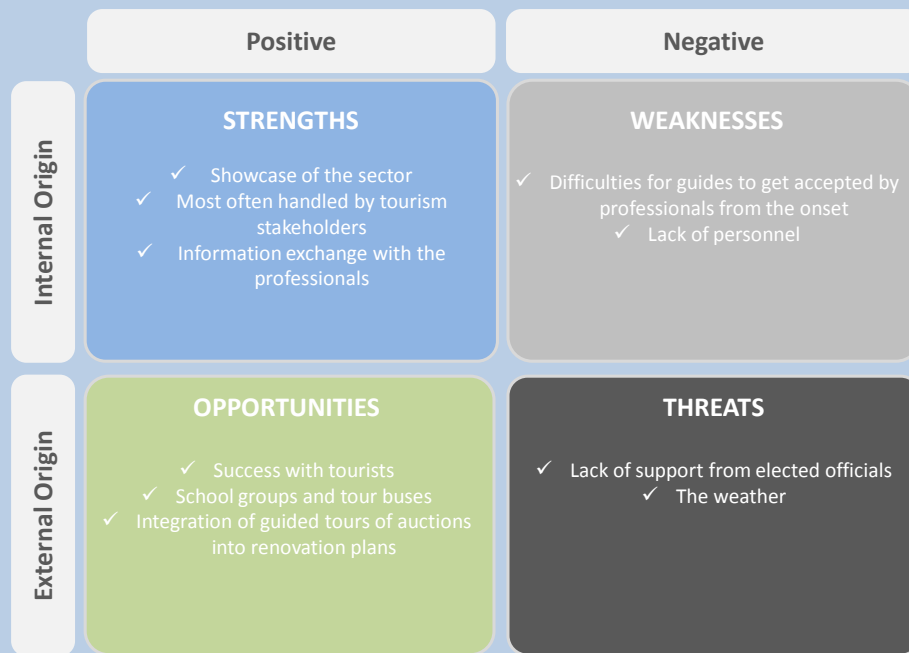 Positive
Negative
Internal Origin
STRENGTHS
✓ Showcase of the sector
✓ Most often handled by tourism
stakeholders
✓ Information exchange with the
professionals
WEAKNESSES
✓ Difficulties for guides to get accepted by
professionals from the onset
✓ Lack of personnel
External Origin
OPPORTUNITIES
✓ Success with tourists
✓ School groups and tour buses
✓ Integration of guided tours of auctions
into renovation plans
THREATS
✓ Lack of support from elected officials
✓ The weather